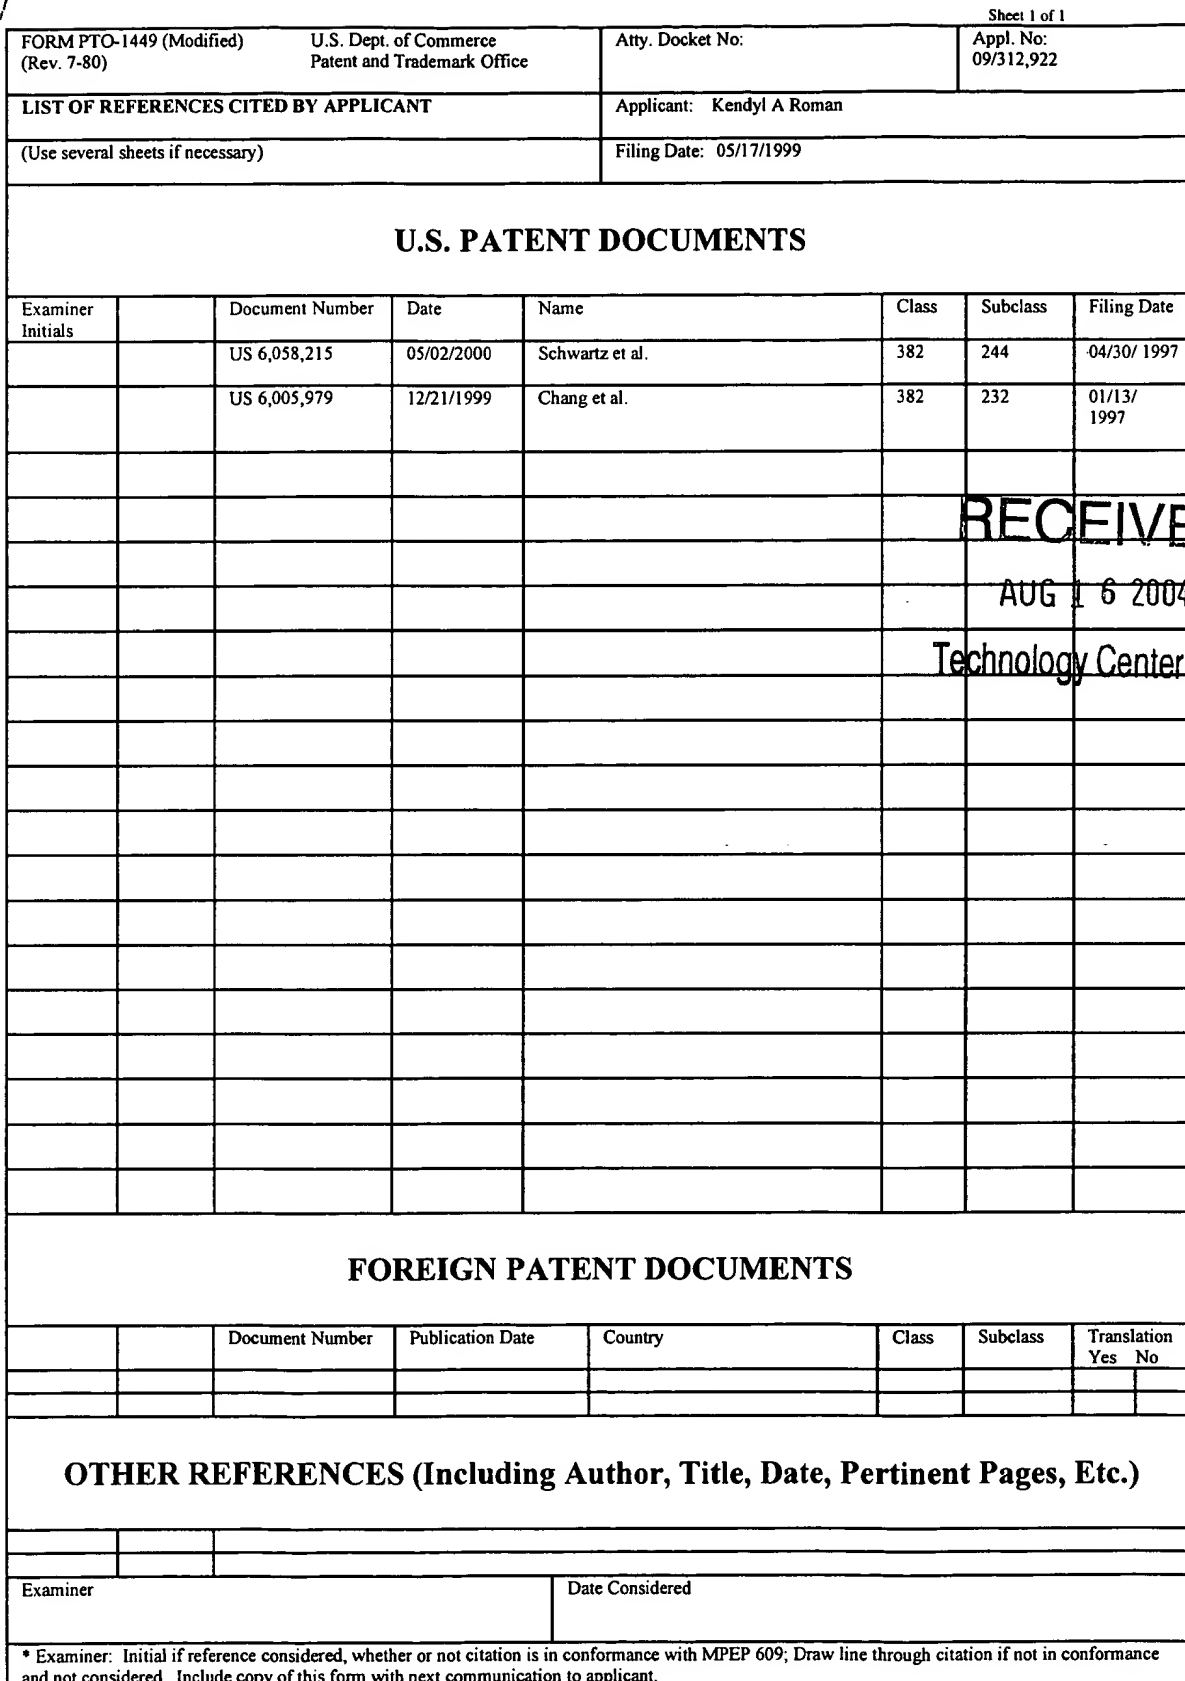 Sheet 1 of 1
FORM PTO-1449 (Modified) U.S. Dept. of Commerce Atty. Docket No: Appl. No:
(Rev. 7-80) Patent and Trademark Office 09/312,922
LIST OF REFERENCES CITED BY APPLICANT Applicant: Kendyl A Roman
(Use several sheets if necessary) Filing Date: 05/17/1999
U.S. PATENT DOCUMENTS
Examiner Document Number Date Name Class Subclass Filing Date
Initials
US 6,058,215 05/02/2000 Schwartz et al. 382 244 04/30/ 1997
US 6,005,979 12/21/1999 Chang et al. 382 232 01/13/
1997
RECEIVE
AUG 1 6 2004
Technology Center
FOREIGN PATENT DOCUMENTS
Document Number Publication Date Country Class Subclass Translation
Yes No
OTHER REFERENCES (Including Author, Title, Date, Pertinent Pages, Etc.)
Examiner Date Considered
* Examiner: Initial if reference considered, whether or not citation is in conformance with MPEP 609; Draw line through citation if not in conformance
and not considered. Include copy of this form with next communication to applicant.